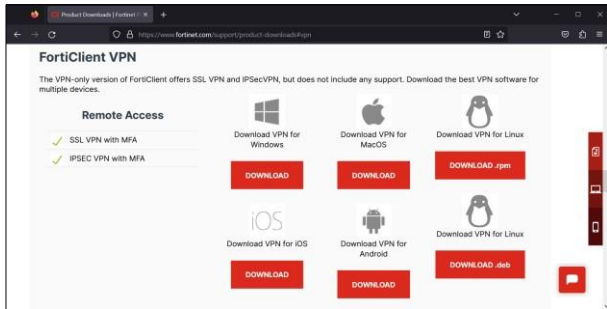 Product Downloads | Fortinet
https://www.fortinet.com/support/product-downloads#vpn
FortiClient VPN
The VPN-only version of FortiClient offers SSL VPN and IPSecVPN, but does not include any support. Download the best VPN software for
multiple devices.
Remote Access
SSL VPN with MFA
IPSEC VPN with MFA
Download VPN for
Windows
DOWNLOAD
Download VPN for
MacOS
DOWNLOAD
Download VPN for Linux
DOWNLOAD .rpm
iOS
Download VPN for iOS
DOWNLOAD
Download VPN for
Android
DOWNLOAD
Download VPN for Linux
DOWNLOAD .deb